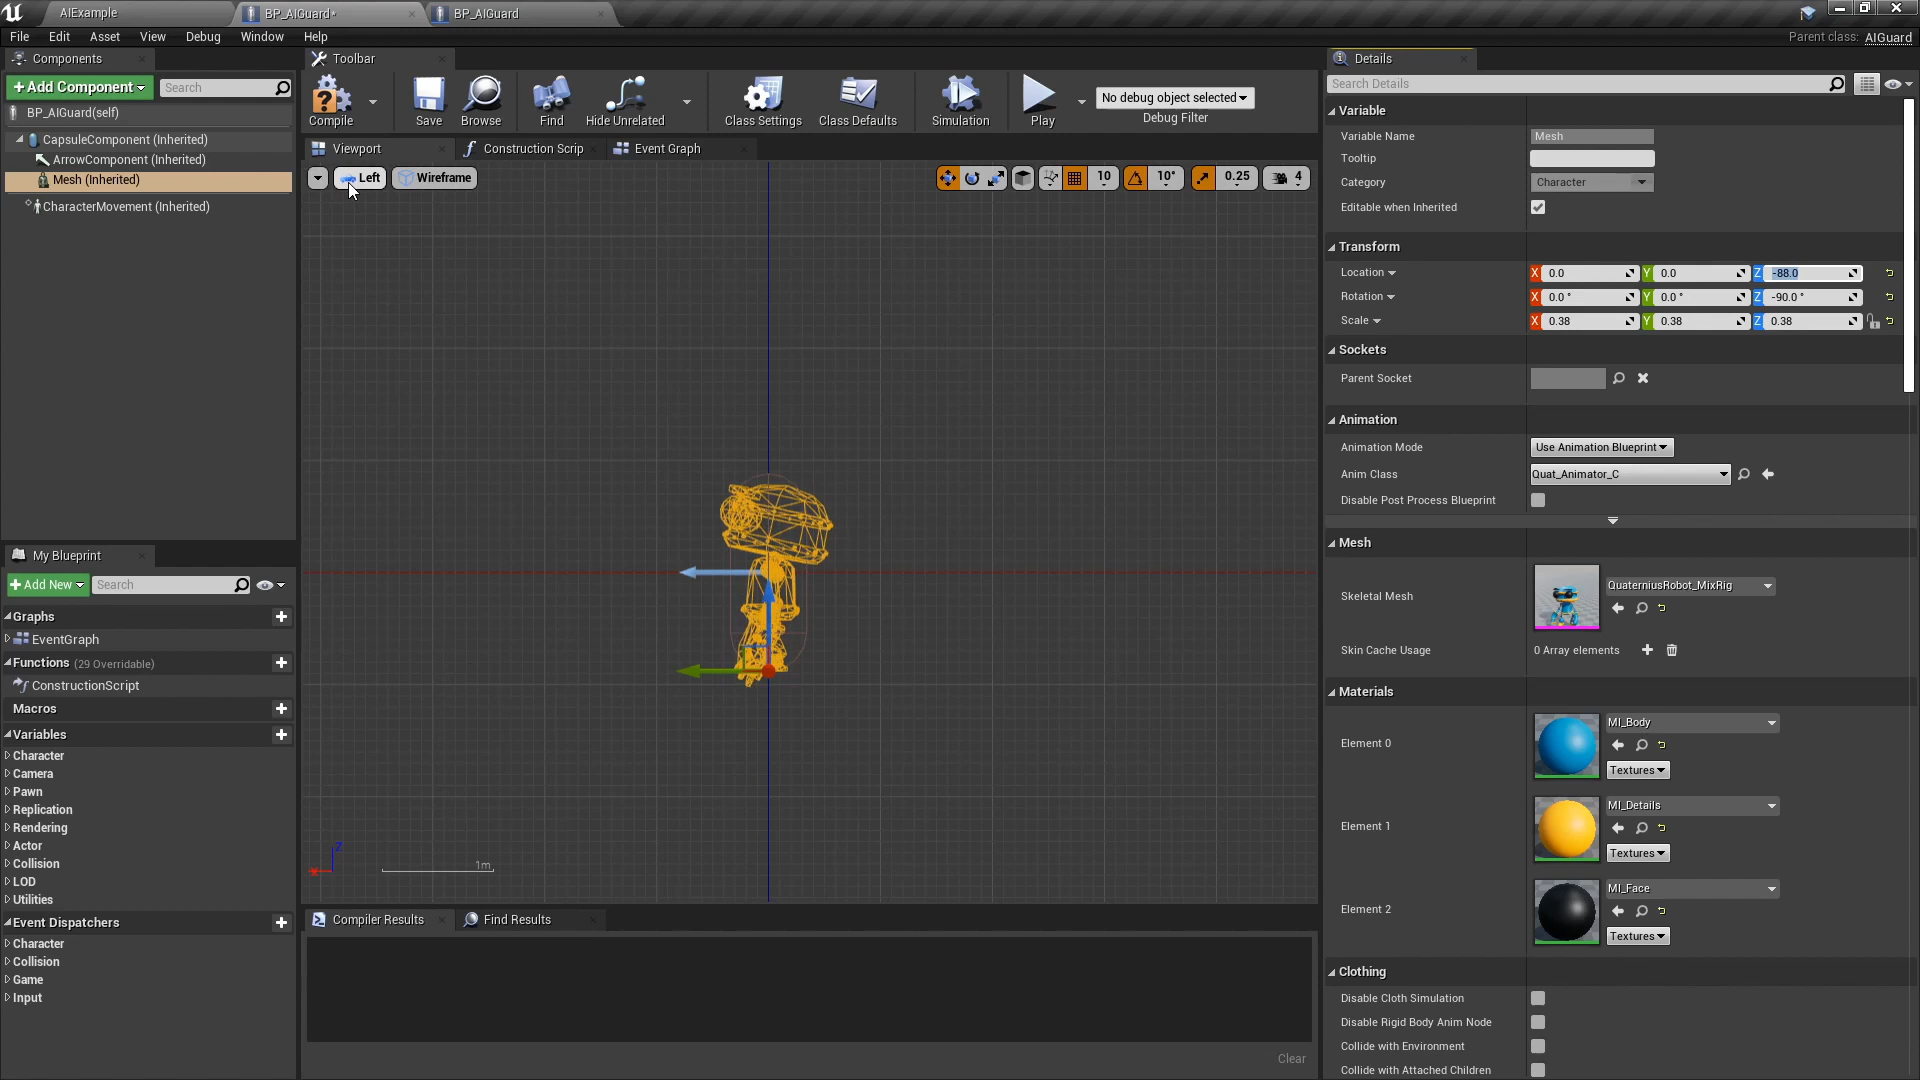 AIExample
BP_AIGuard*
BP_AIGuard
File
Edit
Asset
View
Debug
Window
Help
Parent class: AIGuard
Components
Add Component
Search
BP_AIGuard(self)
CapsuleComponent (Inherited)
ArrowComponent (Inherited)
Mesh (Inherited)
CharacterMovement (Inherited)
My Blueprint
Add New
Search
Graphs
EventGraph
Functions (29 Overridable)
ConstructionScript
Macros
Variables
Character
Camera
Pawn
Replication
Rendering
Actor
Collision
LOD
Utilities
Event Dispatchers
Character
Collision
Game
Input
Toolbar
Compile
Save
Browse
Find
Hide Unrelated
Class Settings
Class Defaults
Simulation
Play
No debug object selected
Debug Filter
Viewport
Construction Scrip
Event Graph
Left
Wireframe
10
10°
0.25
4
Z
X
1m
Compiler Results
Find Results
Clear
Details
Search Details
Variable
Variable Name
Mesh
Tooltip
Category
Character
Editable when Inherited
Transform
Location
X 0.0 Y 0.0 Z -88.0
Rotation
X 0.0 ° Y 0.0 ° Z -90.0 °
Scale
X 0.38 Y 0.38 Z 0.38
Sockets
Parent Socket
Animation
Animation Mode
Use Animation Blueprint
Anim Class
Quat_Animator_C
Disable Post Process Blueprint
Mesh
Skeletal Mesh
QuaterniusRobot_MixRig
Skin Cache Usage
0 Array elements
Materials
Element 0
MI_Body
Textures
Element 1
MI_Details
Textures
Element 2
MI_Face
Textures
Clothing
Disable Cloth Simulation
Disable Rigid Body Anim Node
Collide with Environment
Collide with Attached Children